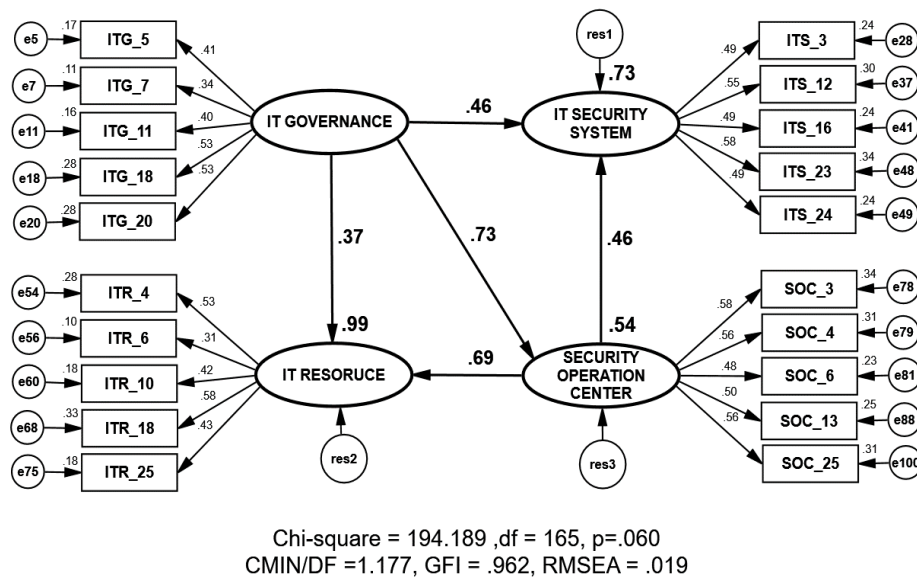 .17
e5
ITG_5
.41
.11
e7
ITG_7
.34
.16
e11
ITG_11
.40
.28
e18
ITG_18
.53
.28
e20
ITG_20
.53
IT GOVERNANCE
.46
res1
.73
IT SECURITY
SYSTEM
.49
ITS_3
.24
e28
.55
ITS_12
.30
e37
.49
ITS_16
.24
e41
.58
ITS_23
.34
e48
.49
ITS_24
.24
e49
.37
.73
.46
.28
e54
ITR_4
.53
.10
e56
ITR_6
.31
.18
e60
ITR_10
.42
.33
e68
ITR_18
.58
.18
e75
ITR_25
.43
.99
IT RESORUCE
res2
.69
.54
SECURITY
OPERATION
CENTER
res3
.58
SOC_3
.34
e78
.56
SOC_4
.31
e79
.48
SOC_6
.23
e81
.50
SOC_13
.25
e88
.56
SOC_25
.31
e100
Chi-square = 194.189 ,df = 165, p=.060
CMIN/DF =1.177, GFI = .962, RMSEA = .019